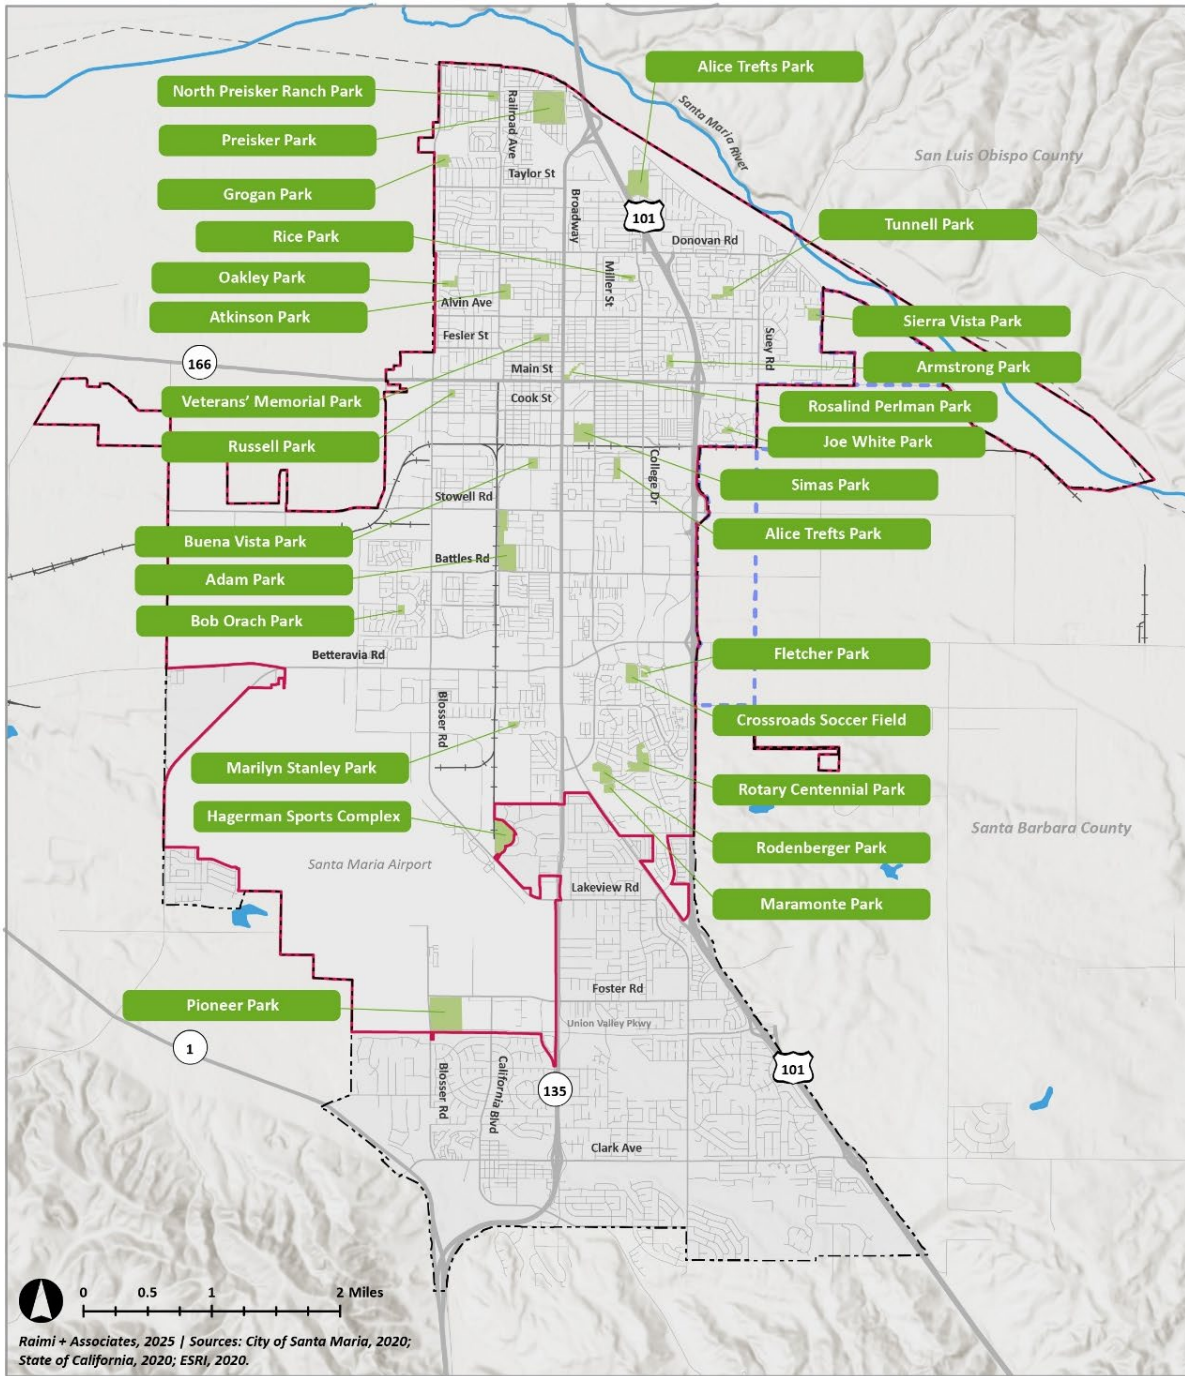 Alice Trefts Park
North Preisker Ranch Park
Railroad Ave
Santa Maria River
Preisker Park
San Luis Obispo County
Taylor St
Grogan Park
Broadway
101
Tunnell Park
Rice Park
Donovan Rd
Oakley Park
Miller St
Alvin Ave
Atkinson Park
Sierra Vista Park
Fesler St
Suey Rd
166
Main St
Armstrong Park
Veterans' Memorial Park
Cook St
Rosalind Perlman Park
Russell Park
Joe White Park
College Dr
Simas Park
Stowell Rd
Alice Trefts Park
Buena Vista Park
Battles Rd
Adam Park
Bob Orach Park
Betteravia Rd
Fletcher Park
Blosser Rd
Crossroads Soccer Field
Marilyn Stanley Park
Rotary Centennial Park
Hagerman Sports Complex
Santa Barbara County
Rodenberger Park
Santa Maria Airport
Lakeview Rd
Maramonte Park
Foster Rd
Pioneer Park
Union Valley Pkwy
1
101
Blosser Rd
California Blvd
135
Clark Ave
0 0.5 1 2 Miles
Raimi + Associates, 2025 | Sources: City of Santa Maria, 2020;
State of California, 2020; ESRI, 2020.